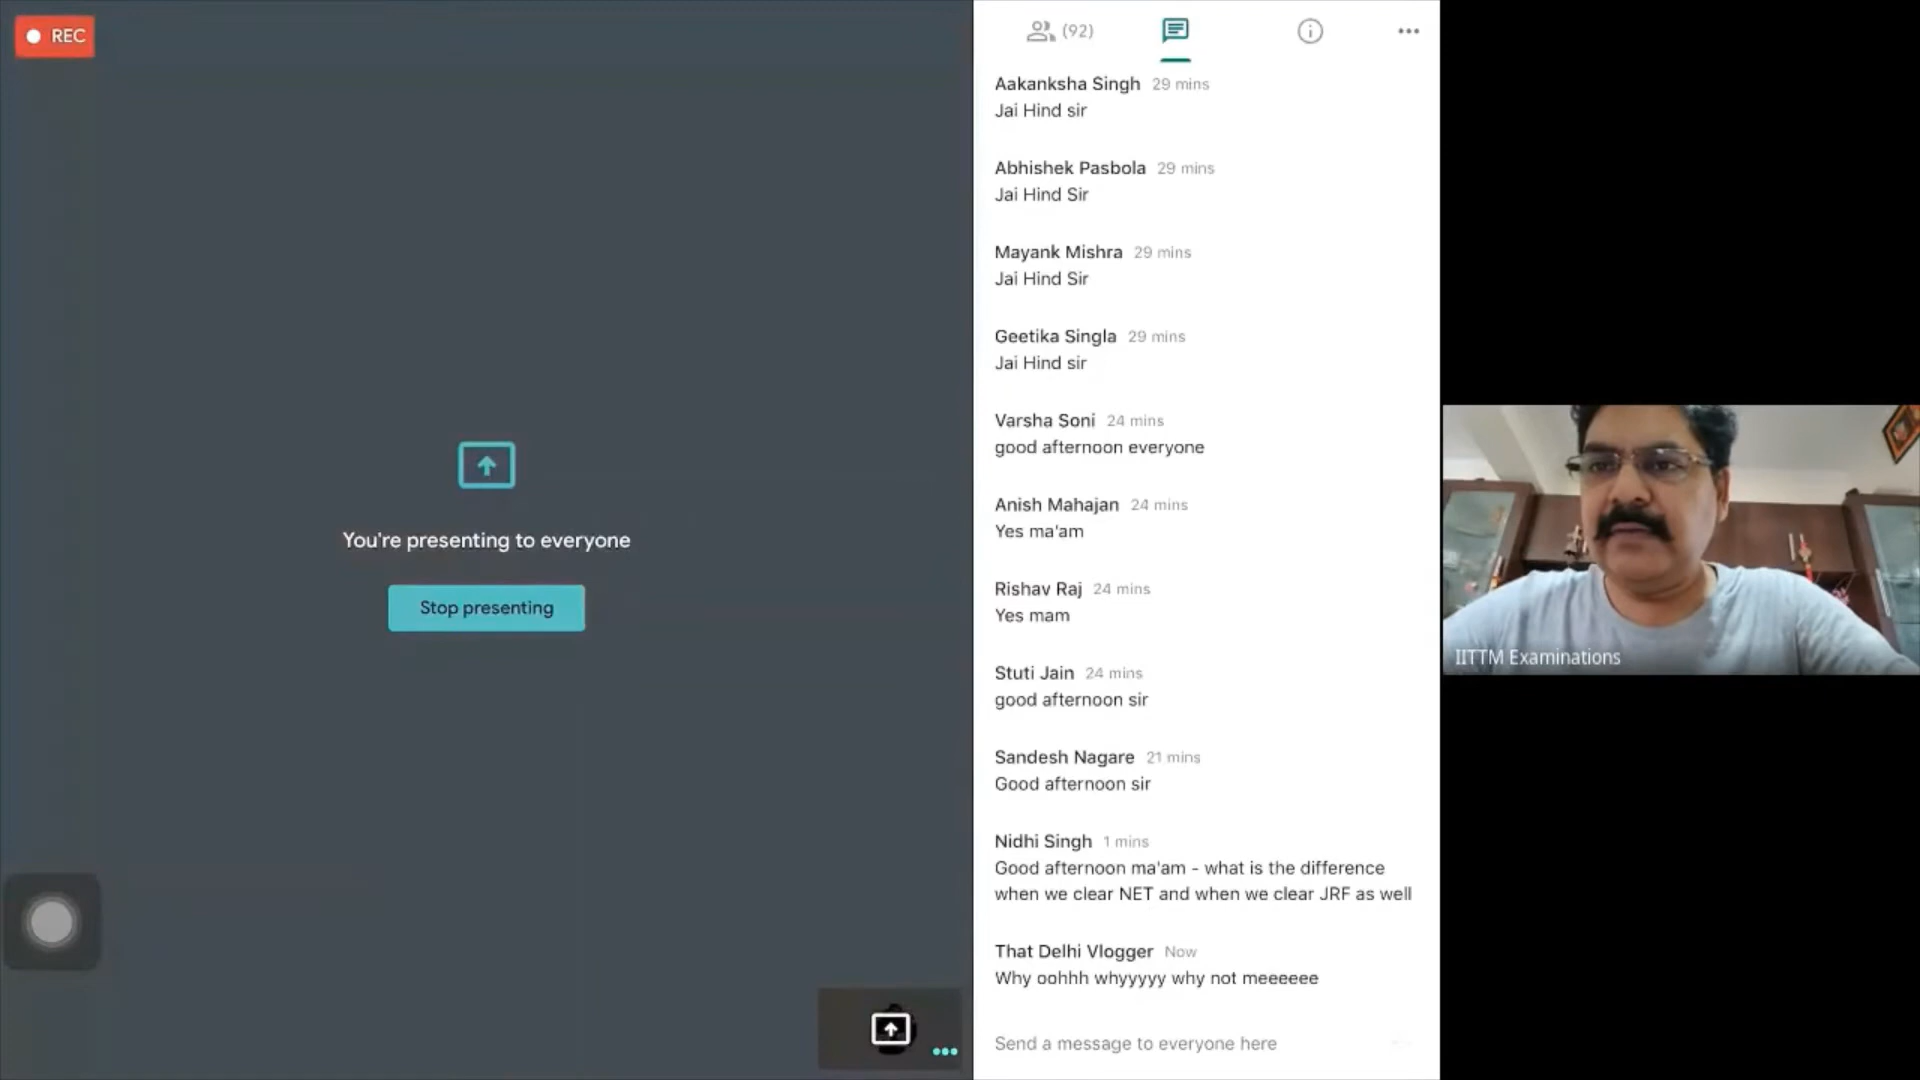 REC
(92)
Aakanksha Singh 29 mins
Jai Hind sir
Abhishek Pasbola 29 mins
Jai Hind Sir
Mayank Mishra 29 mins
Jai Hind Sir
Geetika Singla 29 mins
Jai Hind sir
Varsha Soni 24 mins
good afternoon everyone
Anish Mahajan 24 mins
Yes ma'am
Rishav Raj 24 mins
Yes mam
Stuti Jain 24 mins
good afternoon sir
Sandesh Nagare 21 mins
Good afternoon sir
Nidhi Singh 1 mins
Good afternoon ma'am - what is the difference
when we clear NET and when we clear JRF as well
That Delhi Vlogger Now
Why oohhh whyyyyy why not meeeeee
Send a message to everyone here
You're presenting to everyone
Stop presenting
IITTM Examinations